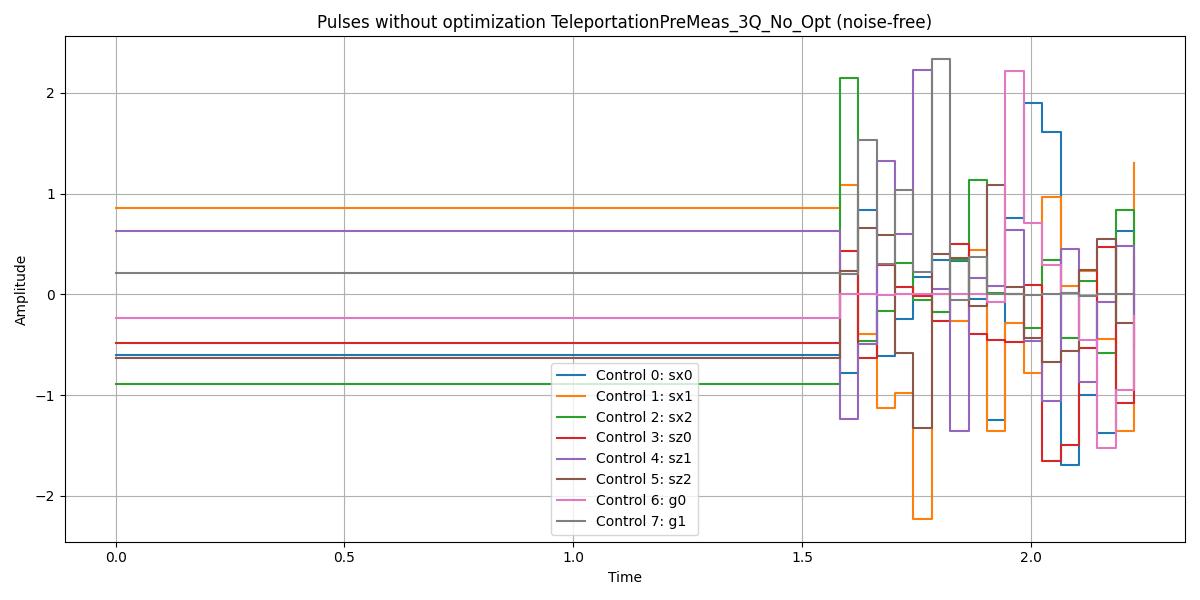 Pulses without optimization TeleportationPreMeas_3Q_No_Opt (noise-free)
Amplitude
2
1
0
−1
−2
Control 0: sx0
Control 1: sx1
Control 2: sx2
Control 3: sz0
Control 4: sz1
Control 5: sz2
Control 6: g0
Control 7: g1
0.0 0.5 1.0 1.5 2.0
Time